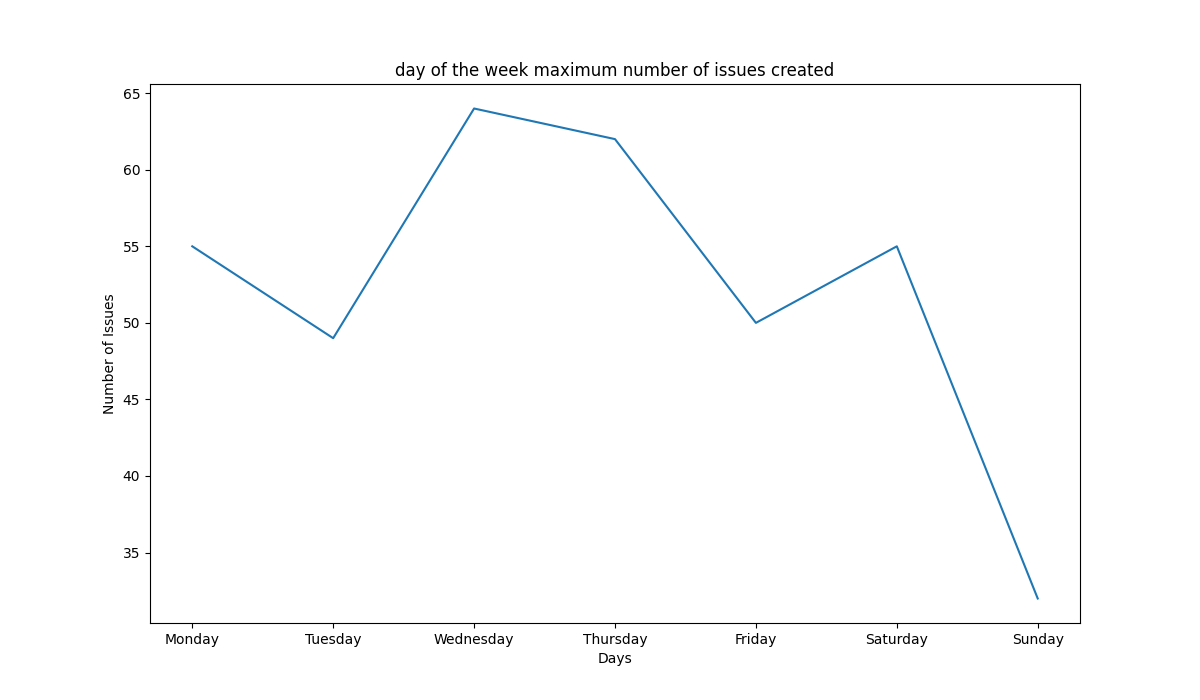 day of the week maximum number of issues created
65
60
55
50
45
40
35
Number of Issues
Monday Tuesday Wednesday Thursday Friday Saturday Sunday
Days